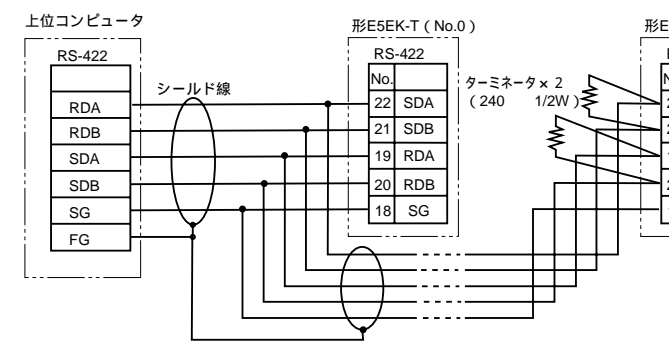 上位コンピュータ
RS-422
RDA
RDB
SDA
SDB
SG
FG
シールド線
形E5EK-T（No.0）
RS-422
No.
22 SDA
21 SDB
19 RDA
20 RDB
18 SG
ターミネータ× 2
（240 1/2W）
形E